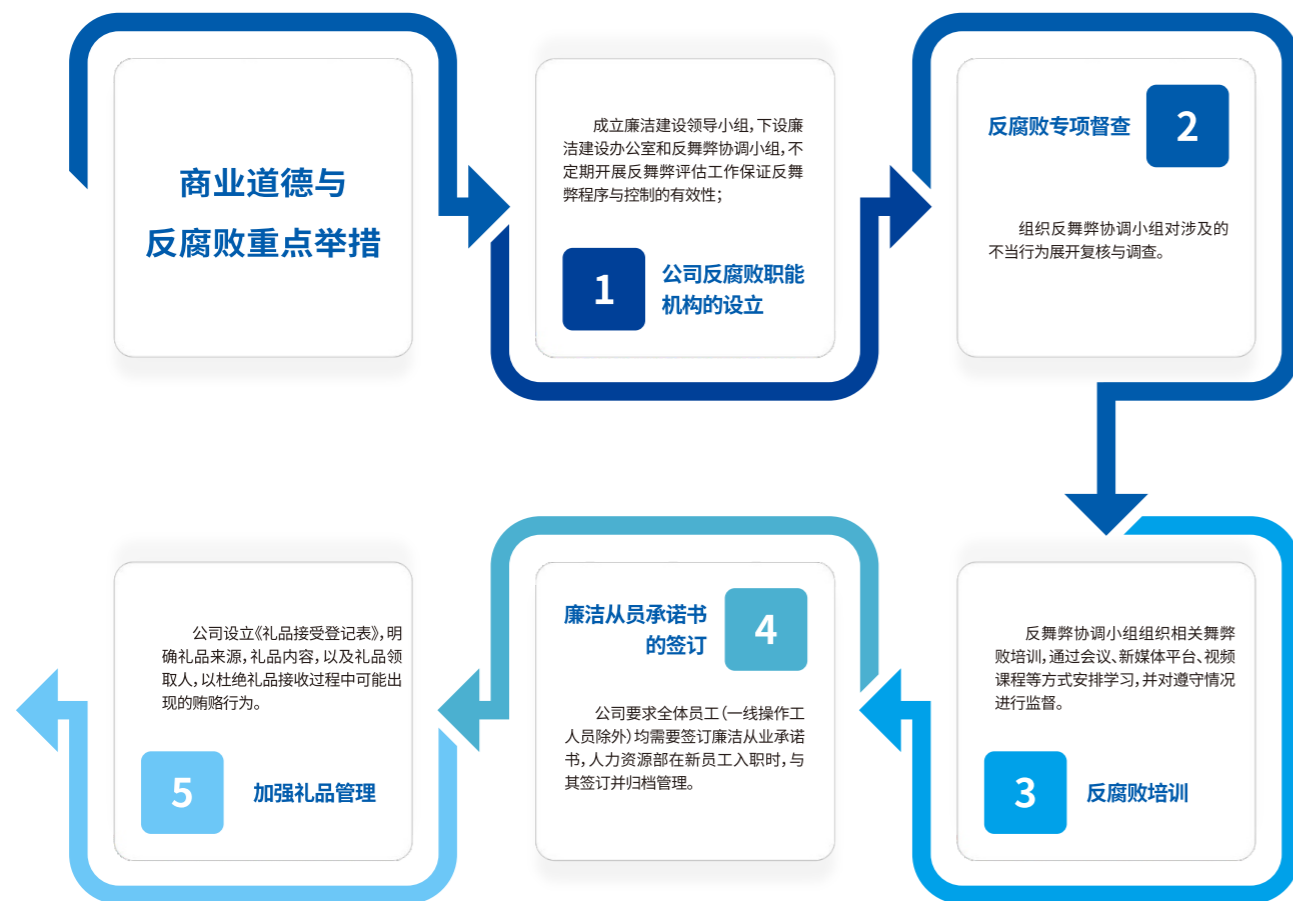 商业道德与
反腐败重点举措
成立廉洁建设领导小组，下设廉
洁建设办公室和反舞弊协调小组，不
定期开展反舞弊评估工作保证反舞
弊程序与控制的有效性；
1
公司反腐败职能
机构的设立
反腐败专项督查
2
组织反舞弊协调小组对涉及的
不当行为展开复核与调查。
反舞弊协调小组组织相关舞弊
败培训，通过会议、新媒体平台、视频
课程等方式安排学习，并对遵守情况
进行监督。
3
反腐败培训
廉洁从员承诺书
的签订
4
公司要求全体员工（一线操作工
人员除外）均需要签订廉洁从业承诺
书，人力资源部在新员工入职时，与
其签订并归档管理。
公司设立《礼品接受登记表》，明
确礼品来源，礼品内容，以及礼品领
取人，以杜绝礼品接收过程中可能出
现的贿赂行为。
5
加强礼品管理